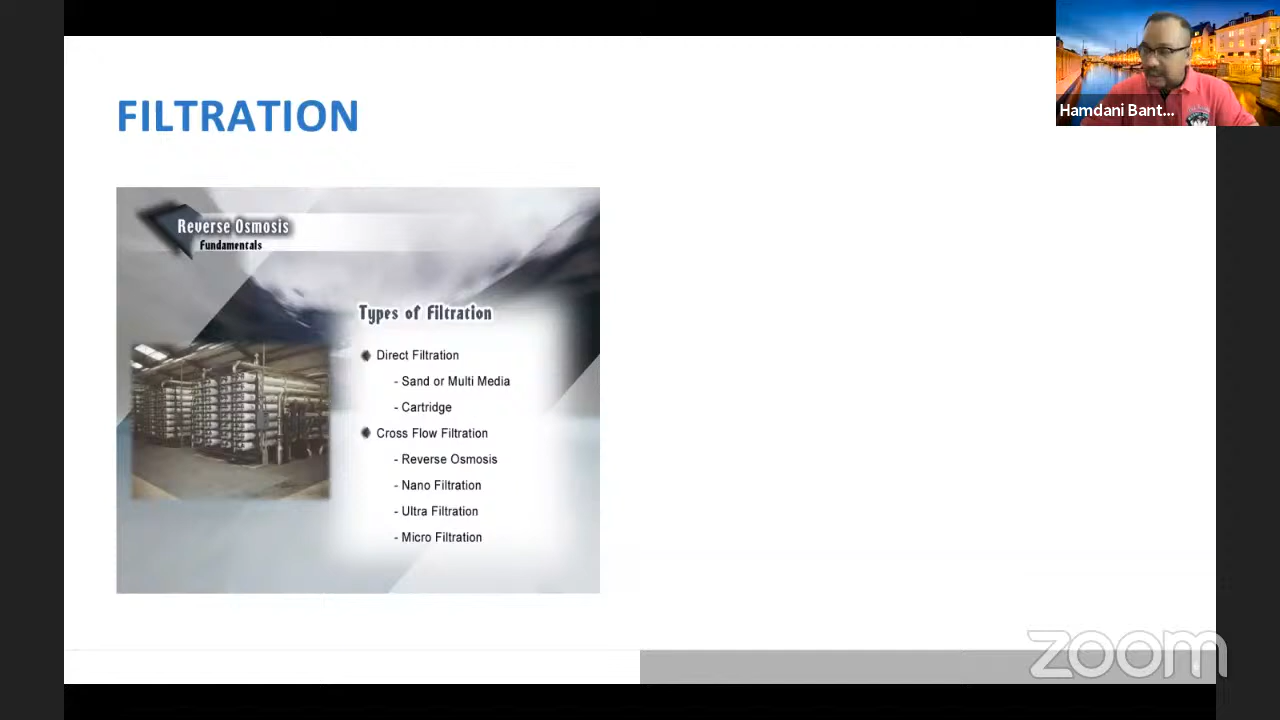 FILTRATION
Hamdani Bant...
Reverse Osmosis
Fundamentals
Types of Filtration
Direct Filtration
- Sand or Multi Media
- Cartridge
Cross Flow Filtration
- Reverse Osmosis
- Nano Filtration
- Ultra Filtration
- Micro Filtration
zoom